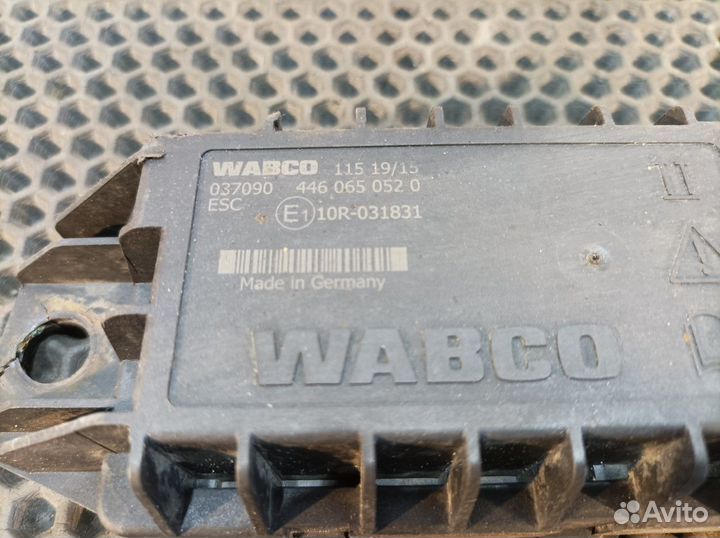 WABCO 115 19/15
037090 446 065 052 0
ESC E1 10R-031831
Made in Germany
WABCO
Avito